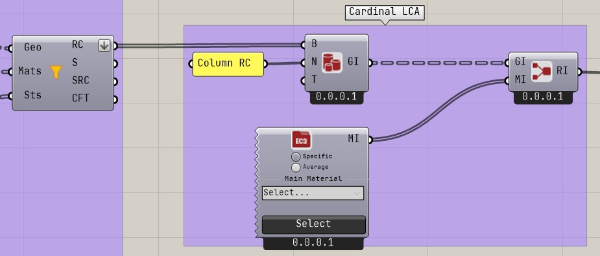 Cardinal LCA
Geo
Mats
Sts
RC
S
SRC
CFT
Column RC
B
N
T
GI
0.0.0.1
GI
MI
RI
0.0.0.1
EC3
MI
Specific
Average
Main Material
Select...
Select
0.0.0.1